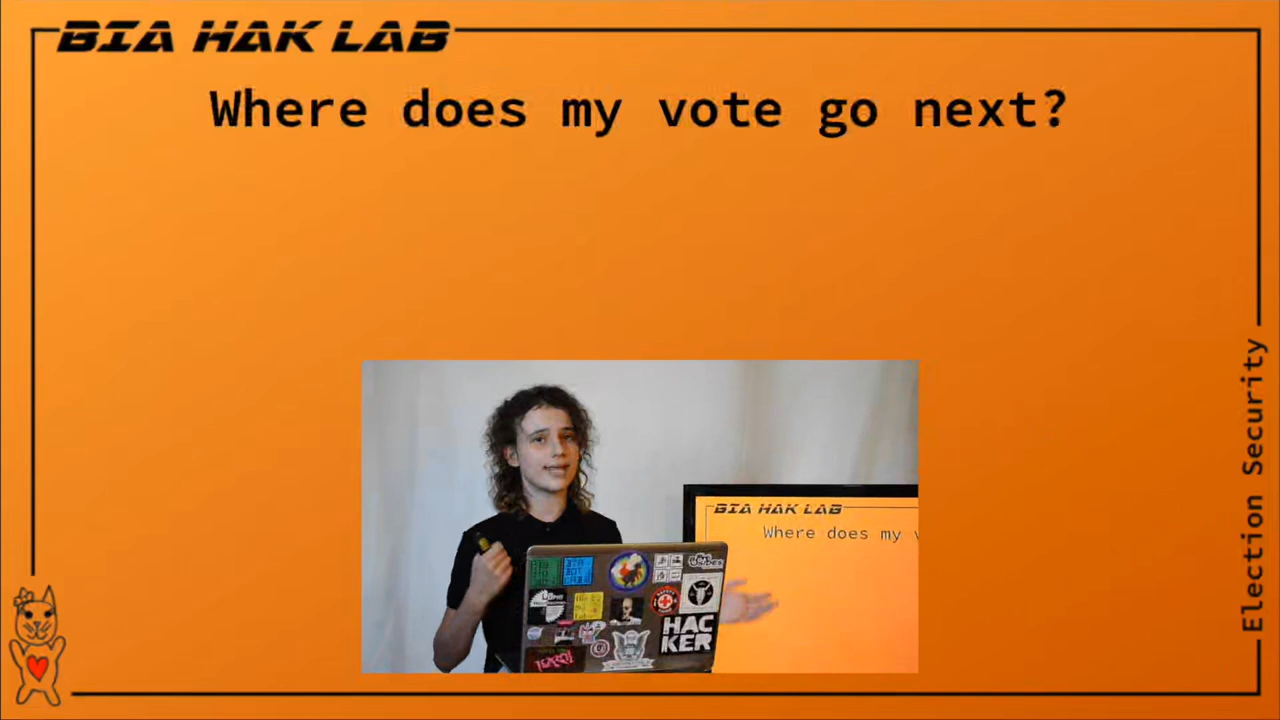 BIA HAK LAB
Where does my vote go next?
Election Security
BIA HAK LAB
Where does my v
HAC
KER